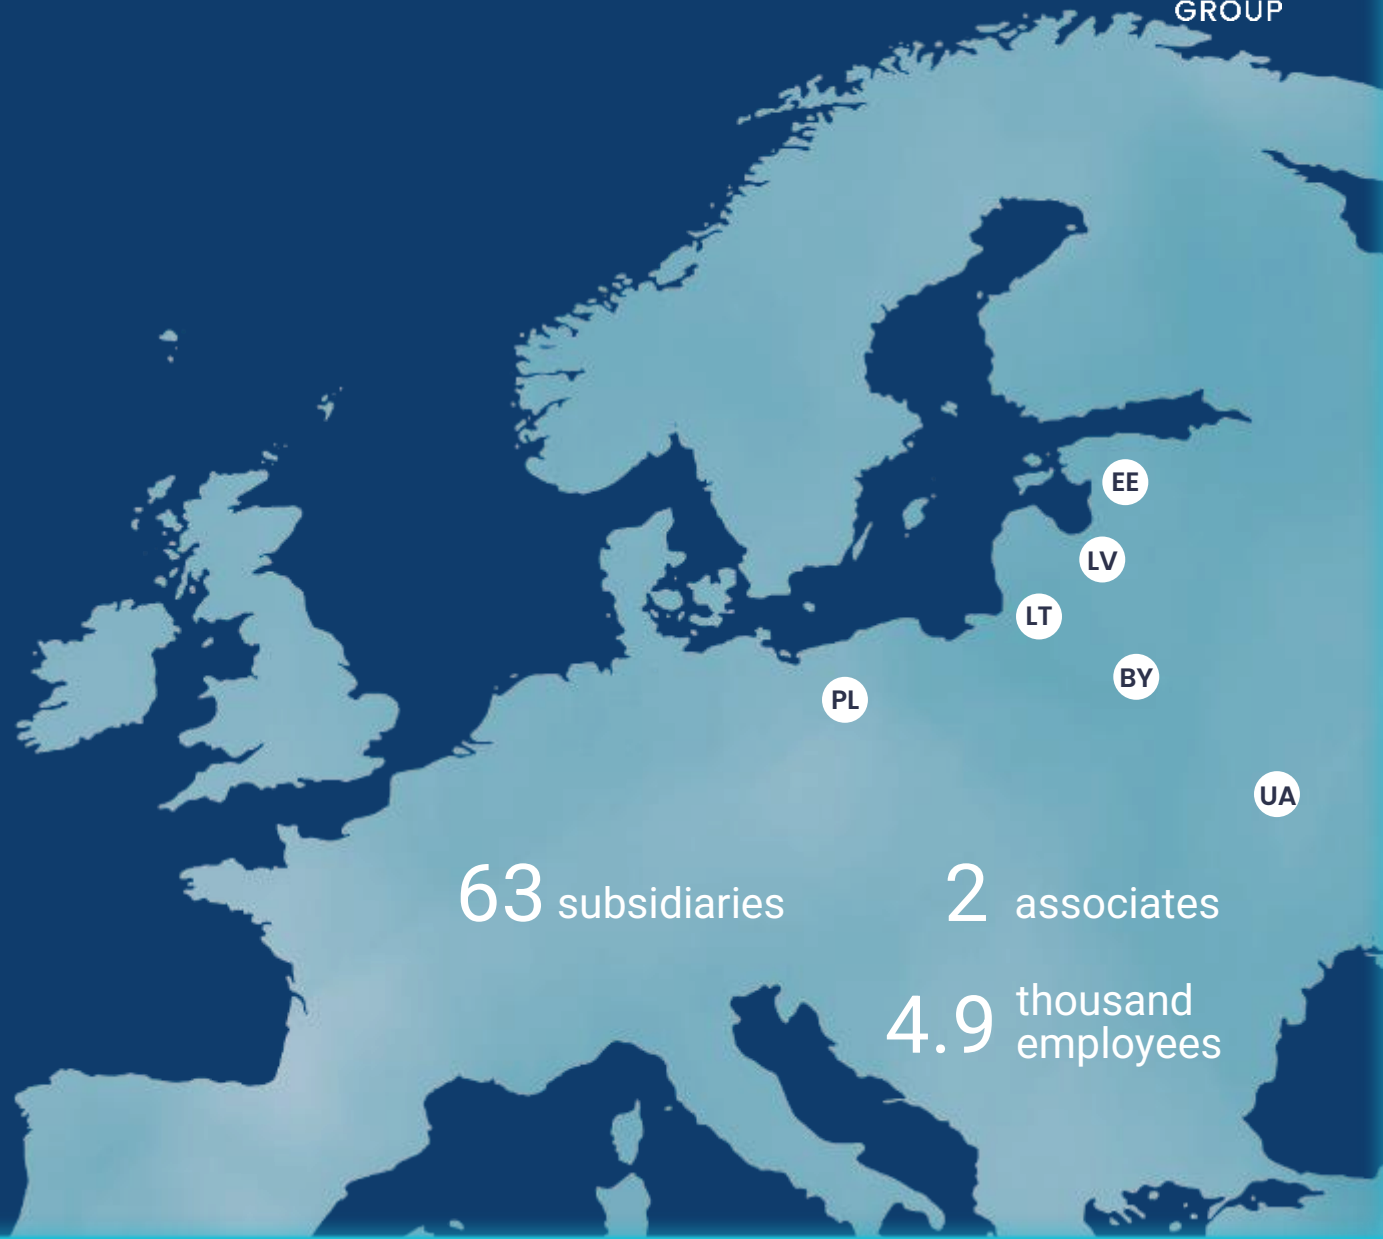 GROUP
EE
LV
LT
BY
PL
UA
63 subsidiaries
2 associates
4.9 thousand
employees